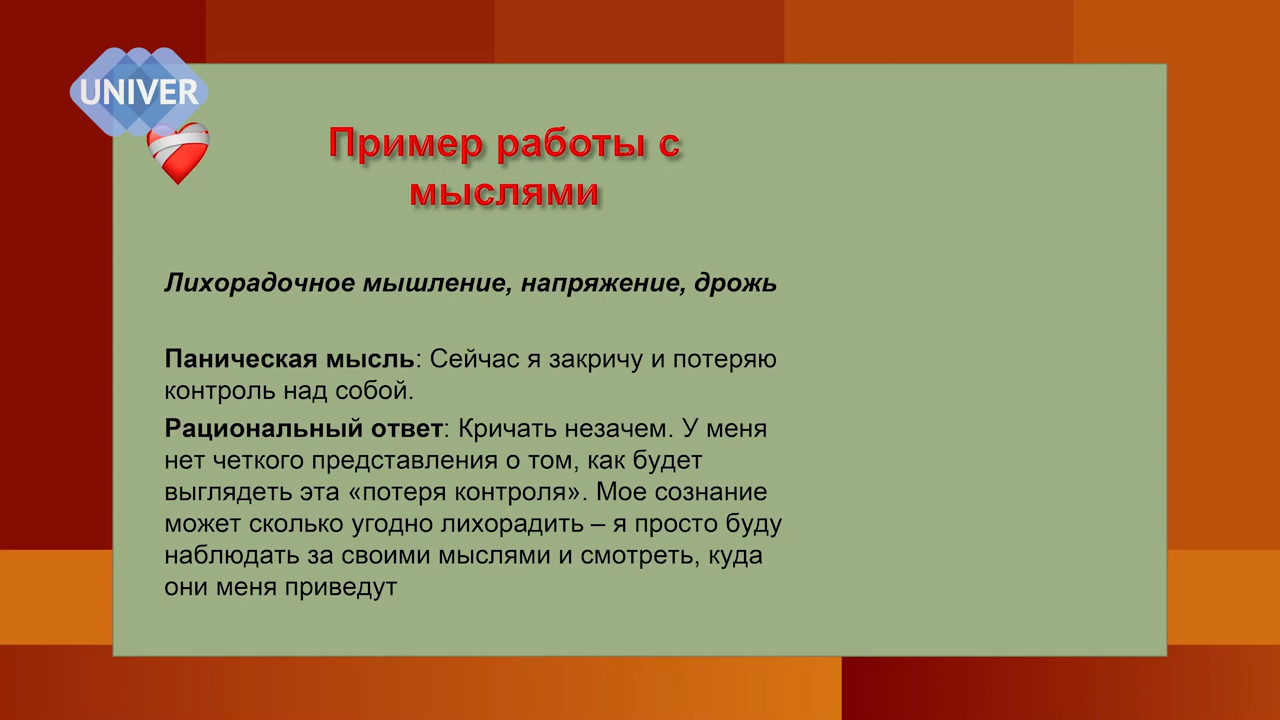 UNIVER
Пример работы с
мыслями
Лихорадочное мышление, напряжение, дрожь
Паническая мысль: Сейчас я закричу и потеряю
контроль над собой.
Рациональный ответ: Кричать незачем. У меня
нет четкого представления о том, как будет
выглядеть эта «потеря контроля». Мое сознание
может сколько угодно лихорадить – я просто буду
наблюдать за своими мыслями и смотреть, куда
они меня приведут